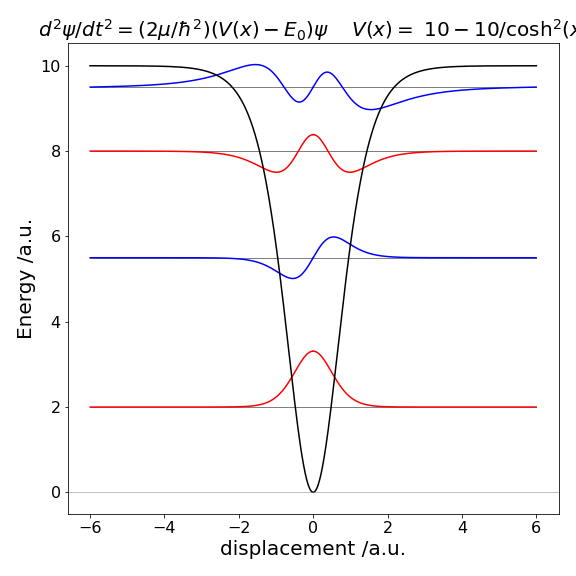 d²ψ/dt² = (2μ/ħ²)(V(x) − E₀)ψ    V(x) = 10 − 10/cosh²(x
10
8
6
4
2
0
Energy /a.u.
−6 −4 −2 0 2 4 6
displacement /a.u.